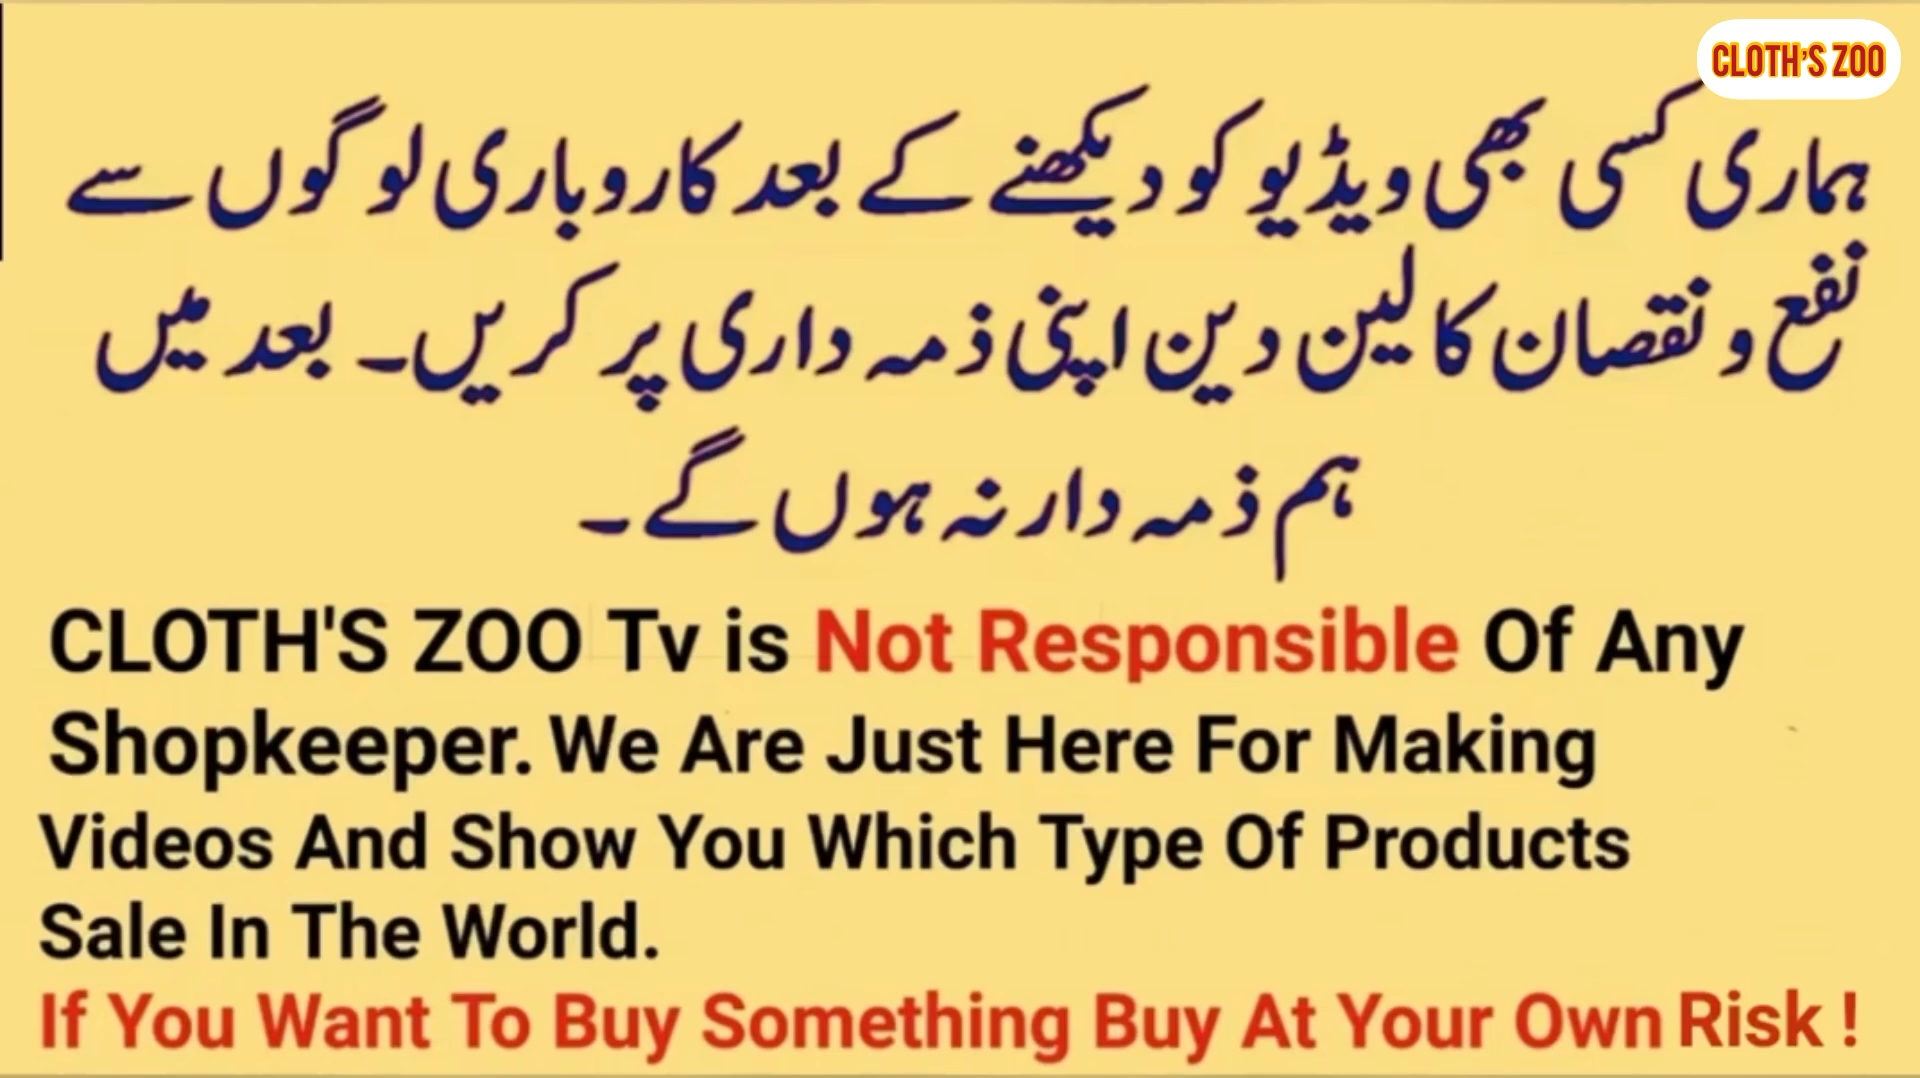 CLOTH'S ZOO
ہماری کسی بھی ویڈیو کو دیکھنے کے بعد کاروباری لوگوں سے
نفع و نقصان کا لین دین اپنی ذمہ داری پر کریں۔ بعد میں
ہم ذمہ دار نہ ہوں گے۔
CLOTH'S ZOO Tv is Not Responsible Of Any
Shopkeeper. We Are Just Here For Making
Videos And Show You Which Type Of Products
Sale In The World.
If You Want To Buy Something Buy At Your Own Risk !